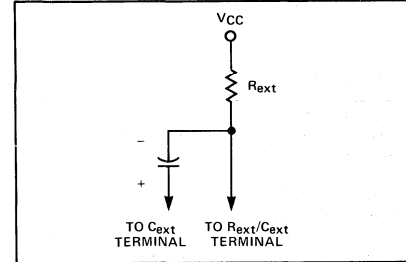 VCC
Rext
−
+
TO Cext TO Rext/Cext
TERMINAL TERMINAL